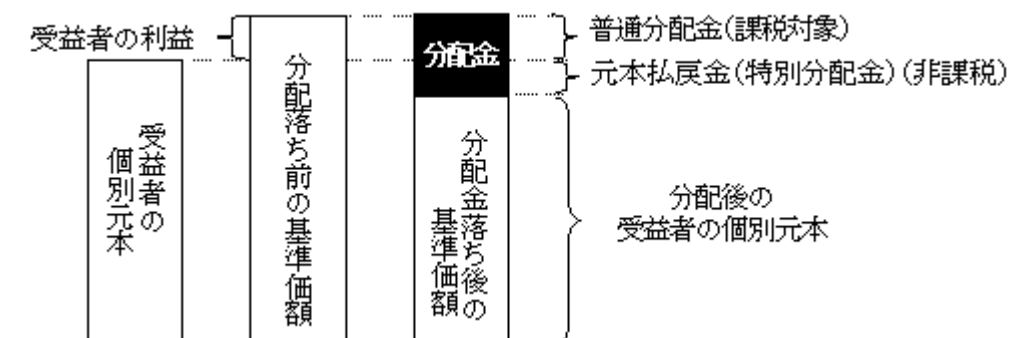 受益者の利益
受益者の
個別元本
分配落ち前の基準価額
分配金
分配金落ち後の
基準価額
普通分配金(課税対象)
元本払戻金(特別分配金)(非課税)
分配後の
受益者の個別元本